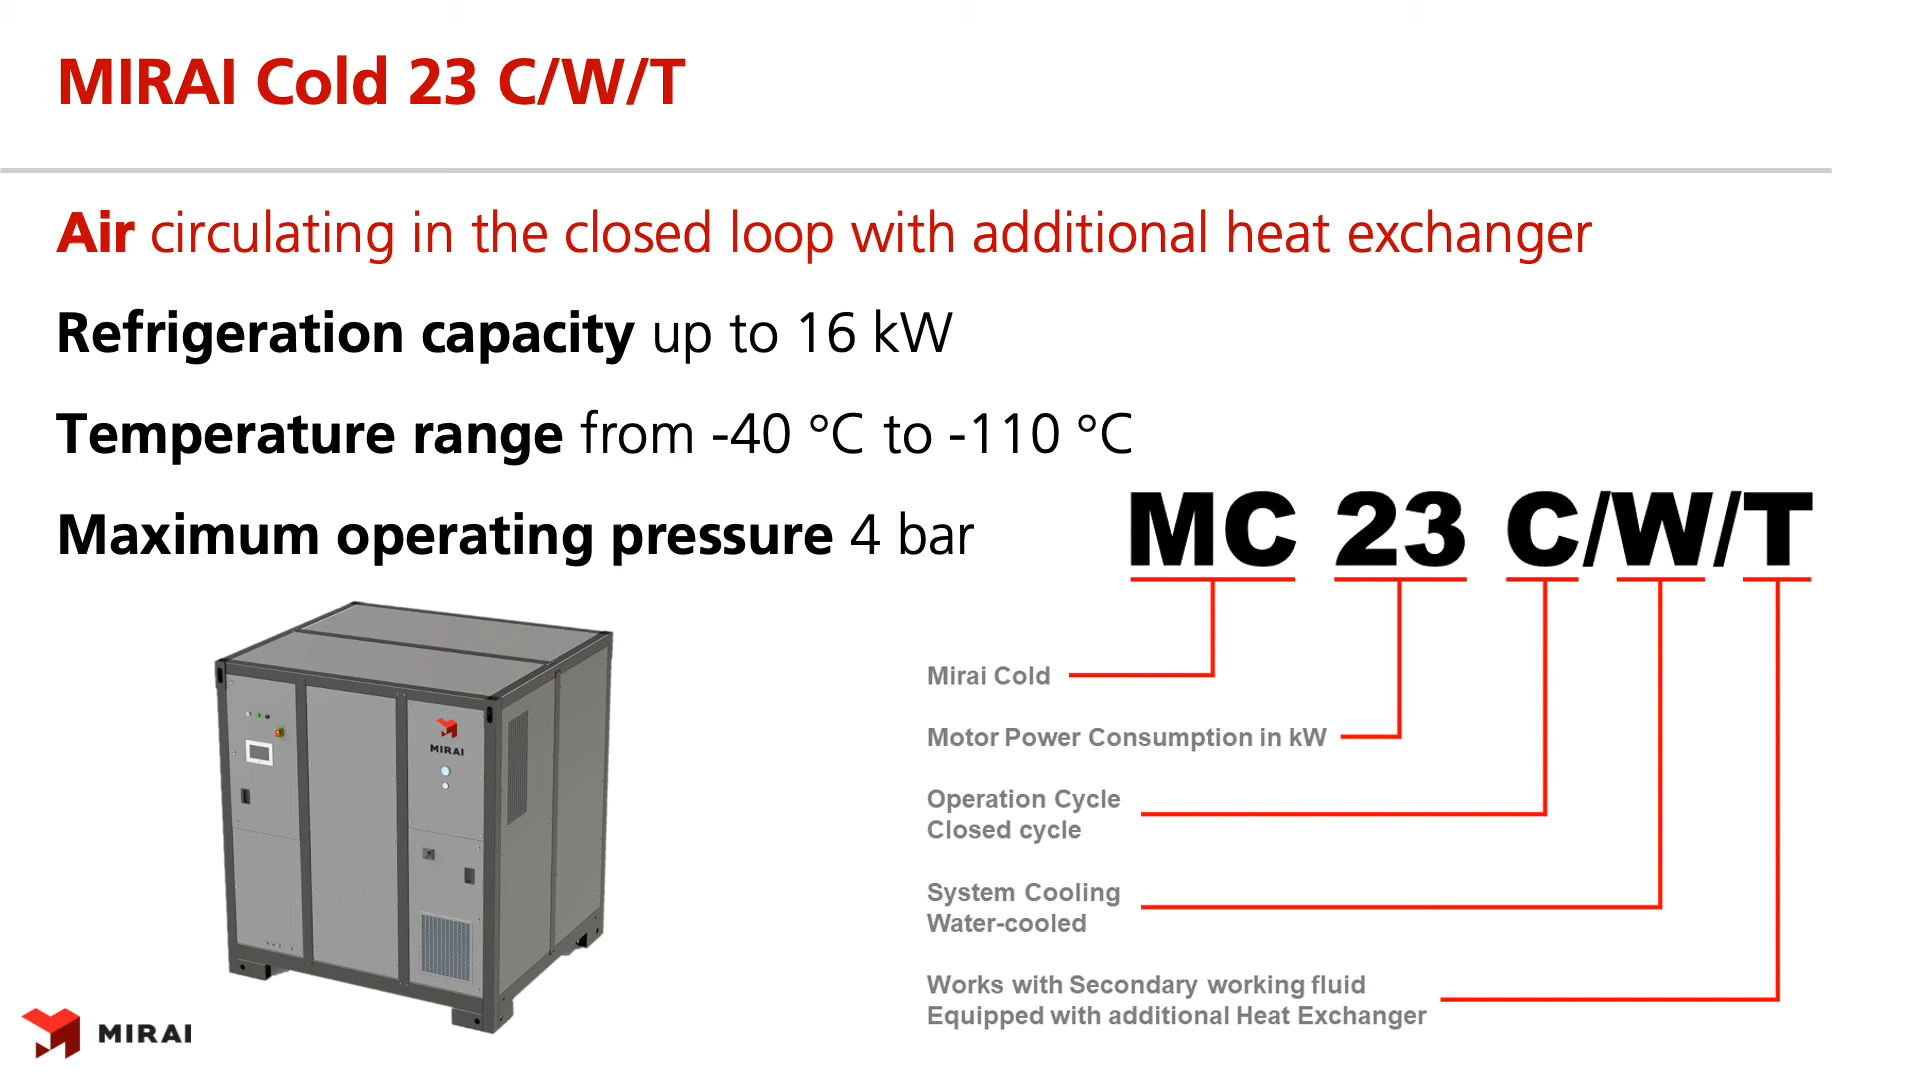 MIRAI Cold 23 C/W/T
Air circulating in the closed loop with additional heat exchanger
Refrigeration capacity up to 16 kW
Temperature range from -40 °C to -110 °C
Maximum operating pressure 4 bar
MC 23 C/W/T
Mirai Cold
Motor Power Consumption in kW
Operation Cycle
Closed cycle
System Cooling
Water-cooled
Works with Secondary working fluid
Equipped with additional Heat Exchanger
MIRAI
MIRAI